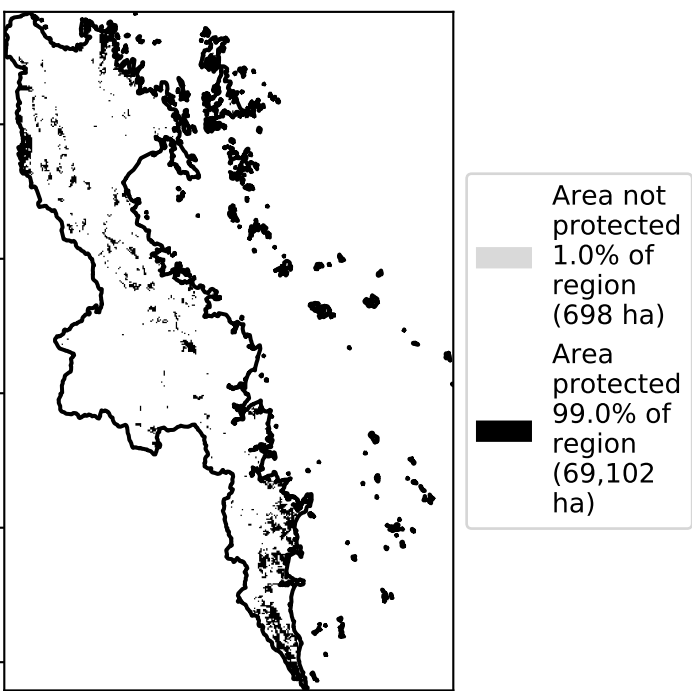 Area not
protected
1.0% of
region
(698 ha)
Area
protected
99.0% of
region
(69,102
ha)